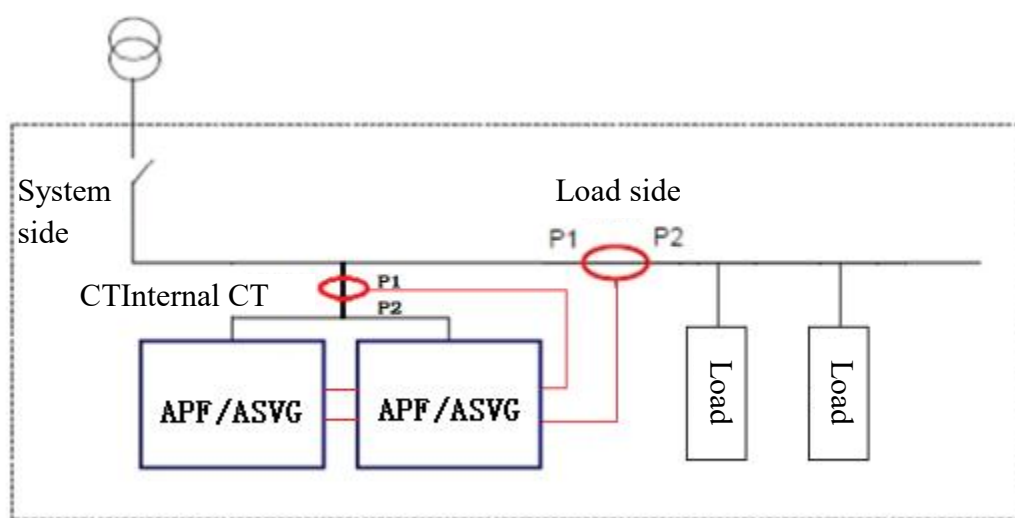 System
side
Load side
P1
P2
CTInternal CT
P1
P2
APF/ASVG
APF/ASVG
Load
Load